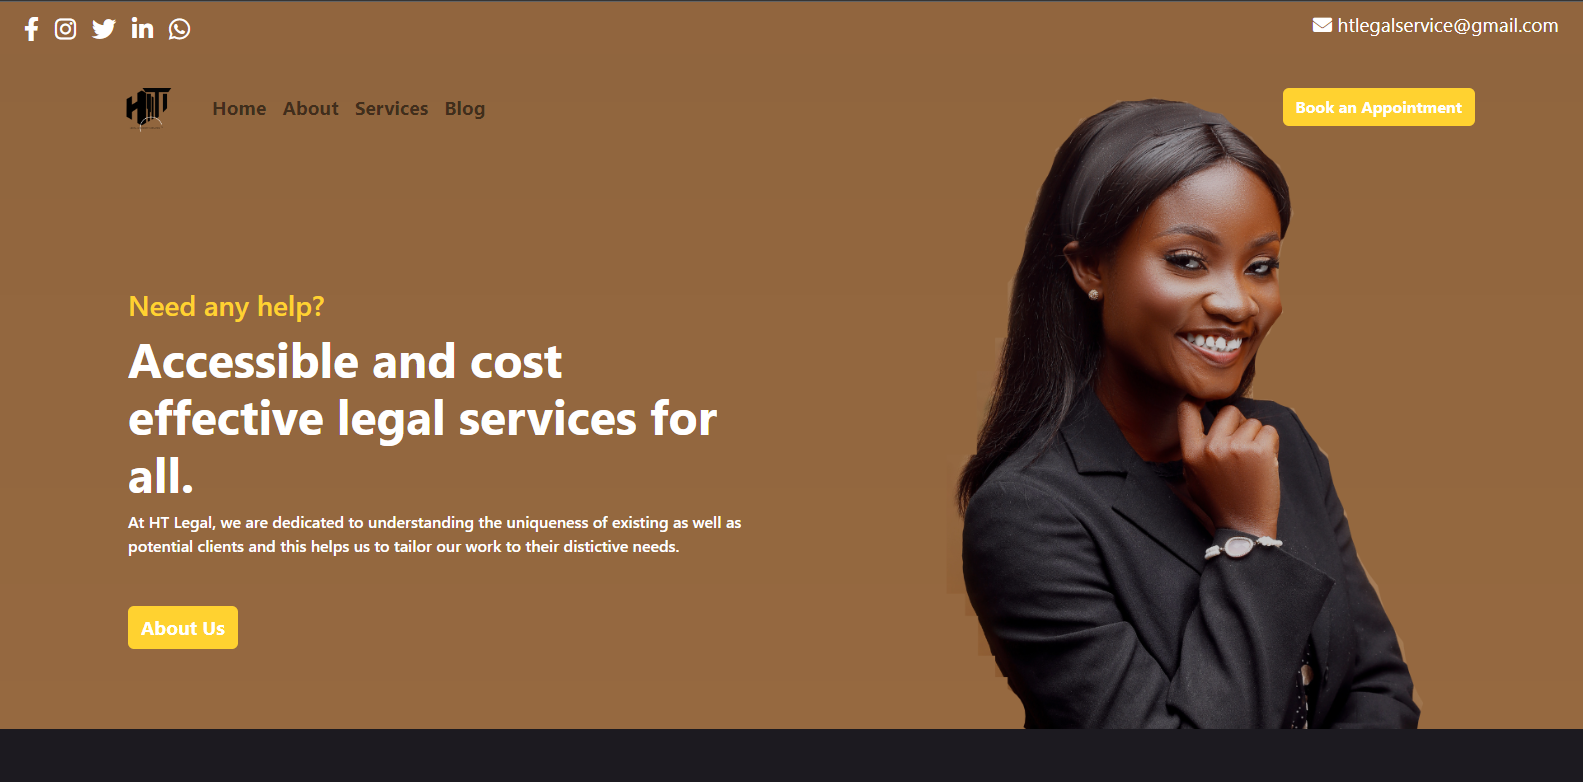 htlegalservice@gmail.com
HT
Home About Services Blog
Book an Appointment
Need any help?
Accessible and cost
effective legal services for
all.
At HT Legal, we are dedicated to understanding the uniqueness of existing as well as
potential clients and this helps us to tailor our work to their distictive needs.
About Us